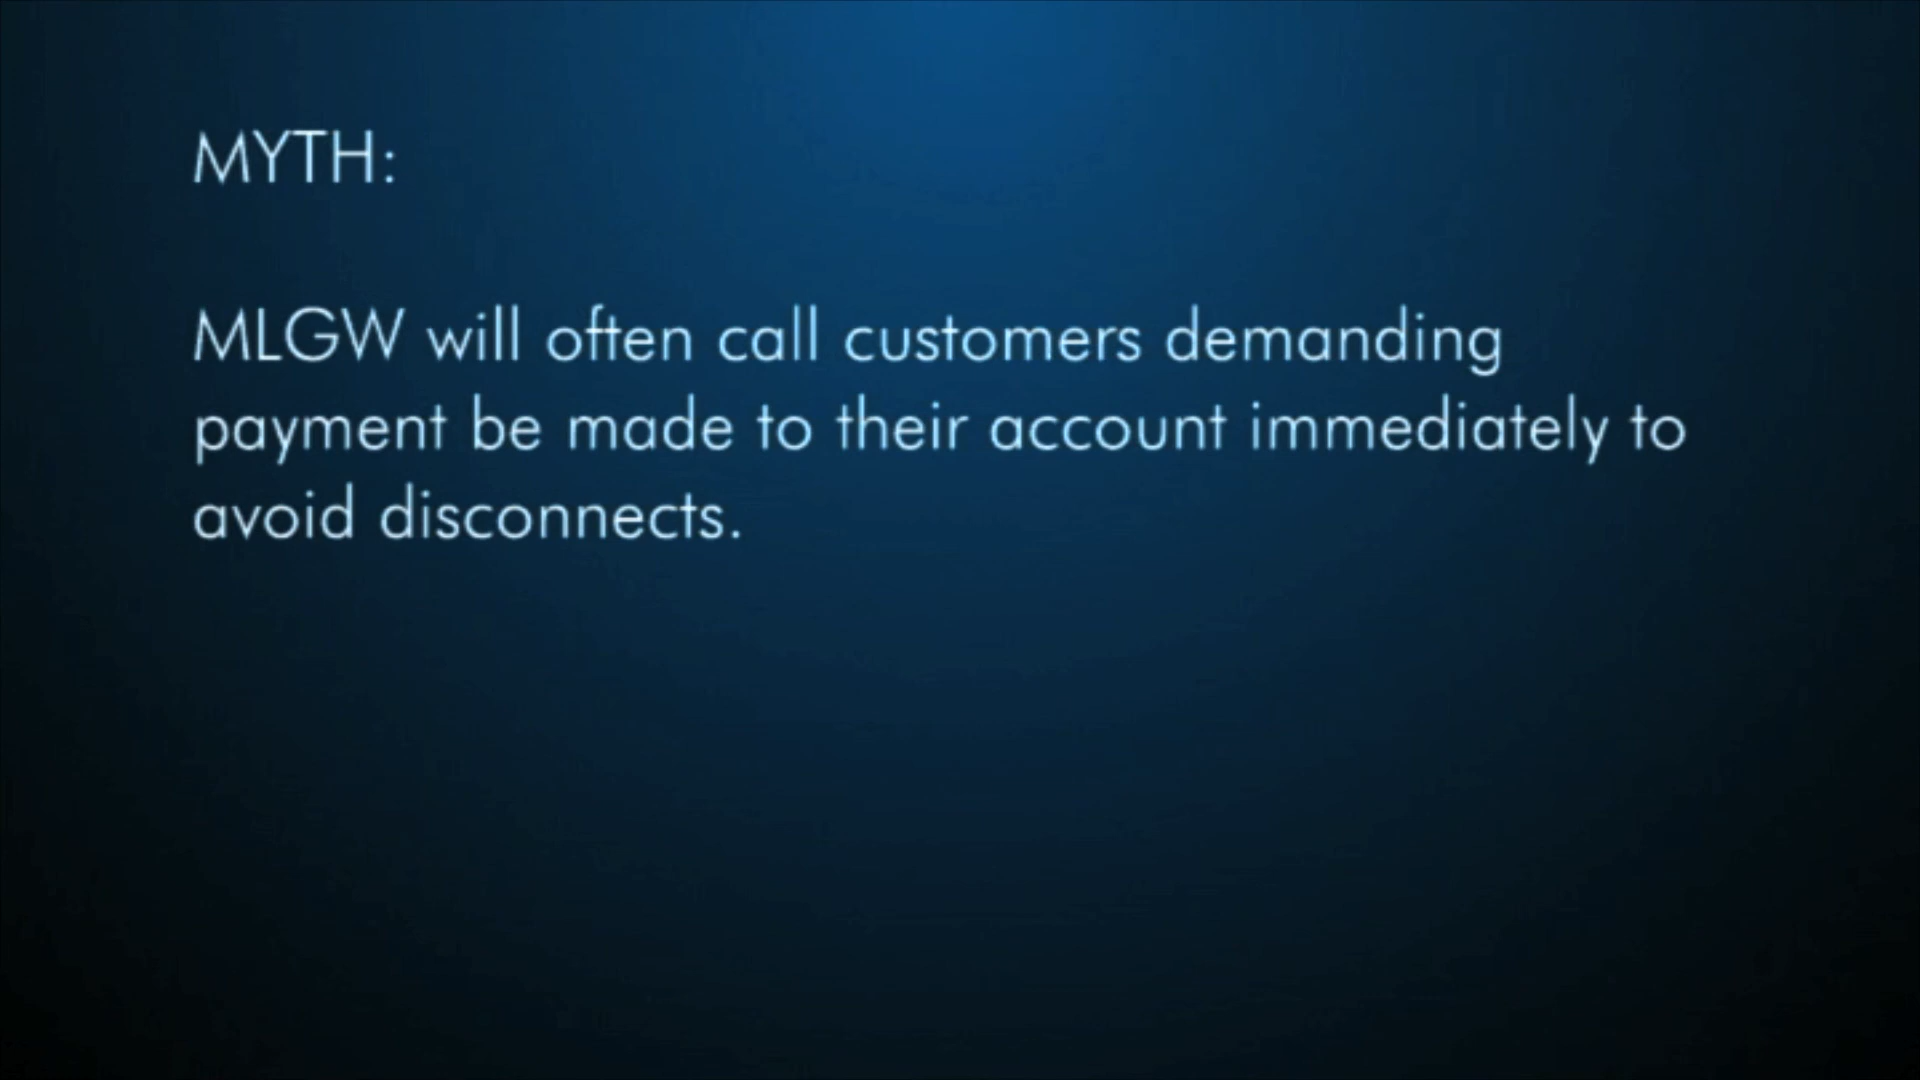 MYTH:
MLGW will often call customers demanding
payment be made to their account immediately to
avoid disconnects.